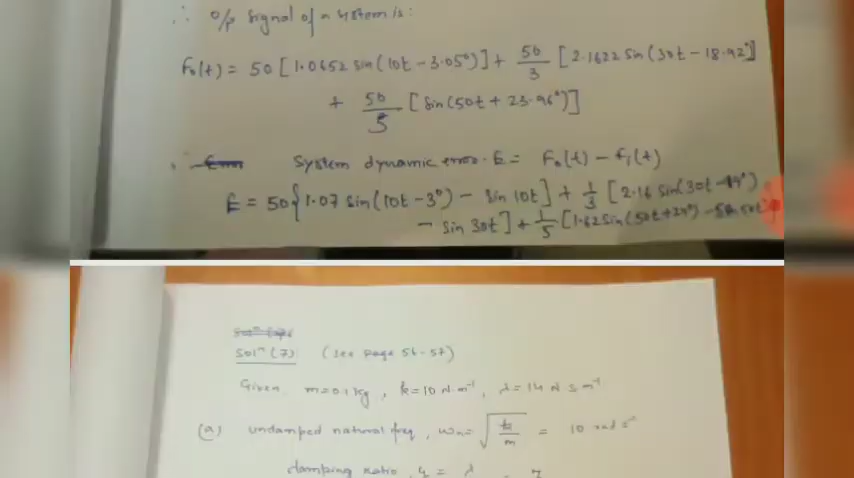 ∴ o/p signal of a system is:
F₀(t) = 50 [1.0652 sin(10t - 3.05°)] + 50/3 [2.1622 sin(30t - 18.92°)]
+ 50/5 [sin(50t + 23.96°)]
System dynamic error. E = F₀(t) - fᵢ(t)
E = 50{1.07 sin(10t - 3°) - sin 10t] + 1/3 [2.16 sin(30t - 19°)
- sin 30t] + 1/5 [1.62 sin(50t + 24°) - sin 50t]
Solⁿ (7) (see page 56-57)
Given m = 0.1 kg, k = 10 N.m⁻¹, λ = 14 N s m⁻¹
(a) undamped natural freq, ωn = √(k/m) = 10 rad s⁻¹
damping ratio, = λ